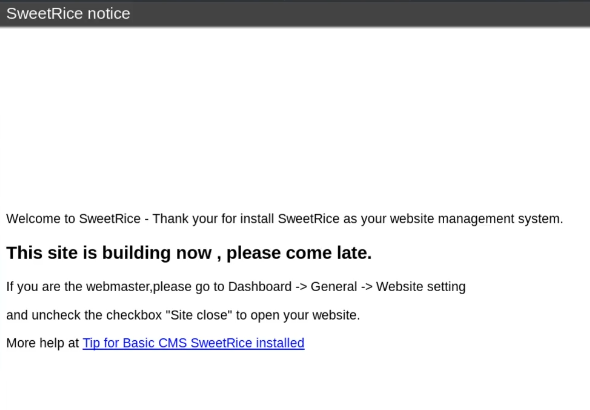 SweetRice notice
Welcome to SweetRice - Thank your for install SweetRice as your website management system.
This site is building now , please come late.
If you are the webmaster,please go to Dashboard -> General -> Website setting
and uncheck the checkbox "Site close" to open your website.
More help at Tip for Basic CMS SweetRice installed